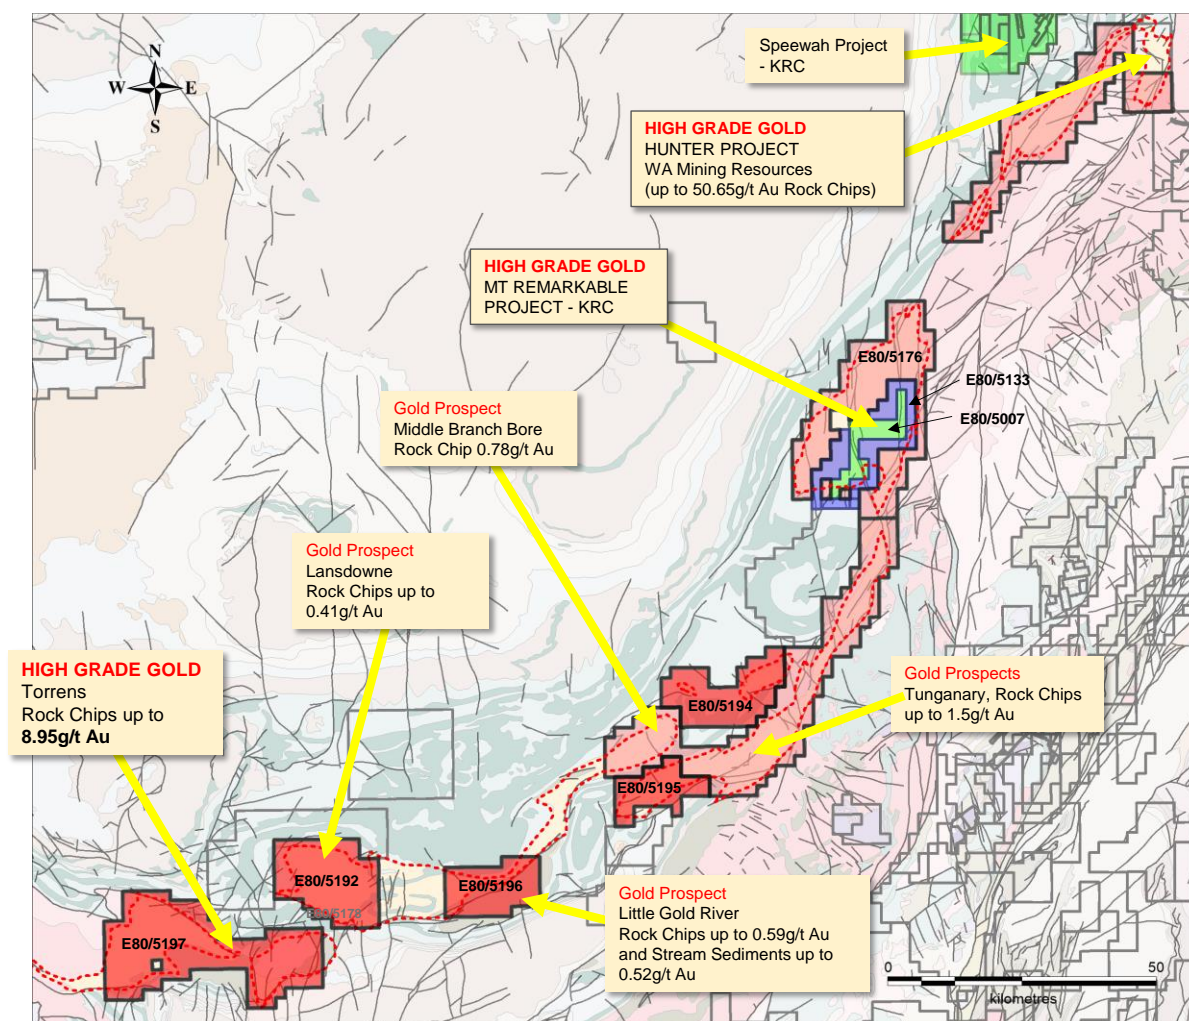 N
W E
S
Speewah Project
- KRC
HIGH GRADE GOLD
HUNTER PROJECT
WA Mining Resources
(up to 50.65g/t Au Rock Chips)
HIGH GRADE GOLD
MT REMARKABLE
PROJECT - KRC
E80/5176
E80/5133
E80/5007
Gold Prospect
Middle Branch Bore
Rock Chip 0.78g/t Au
Gold Prospect
Lansdowne
Rock Chips up to
0.41g/t Au
HIGH GRADE GOLD
Torrens
Rock Chips up to
8.95g/t Au
Gold Prospects
Tunganary, Rock Chips
up to 1.5g/t Au
E80/5194
E80/5195
E80/5192
E80/5196
E80/5178
E80/5197
Gold Prospect
Little Gold River
Rock Chips up to 0.59g/t Au
and Stream Sediments up to
0.52g/t Au
0 50
kilometres